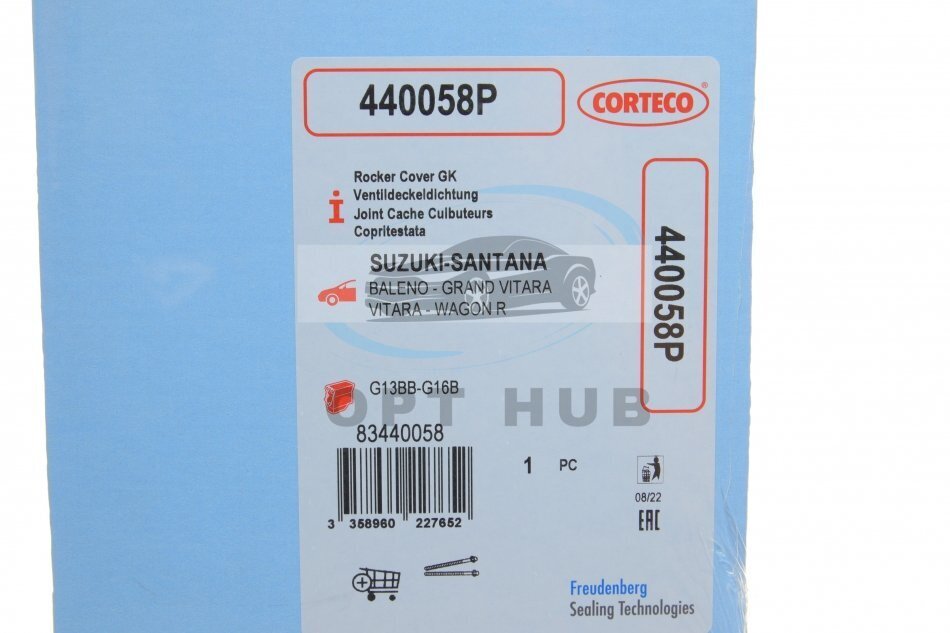 440058P
CORTECO®
Rocker Cover GK
Ventildeckeldichtung
Joint Cache Culbuteurs
Copritestata
SUZUKI-SANTANA
BALENO - GRAND VITARA
VITARA - WAGON R
440058P
G13BB-G16B
OPT HUB
83440058
1 PC
3 358960 227652
08/22
EAC
Freudenberg
Sealing Technologies